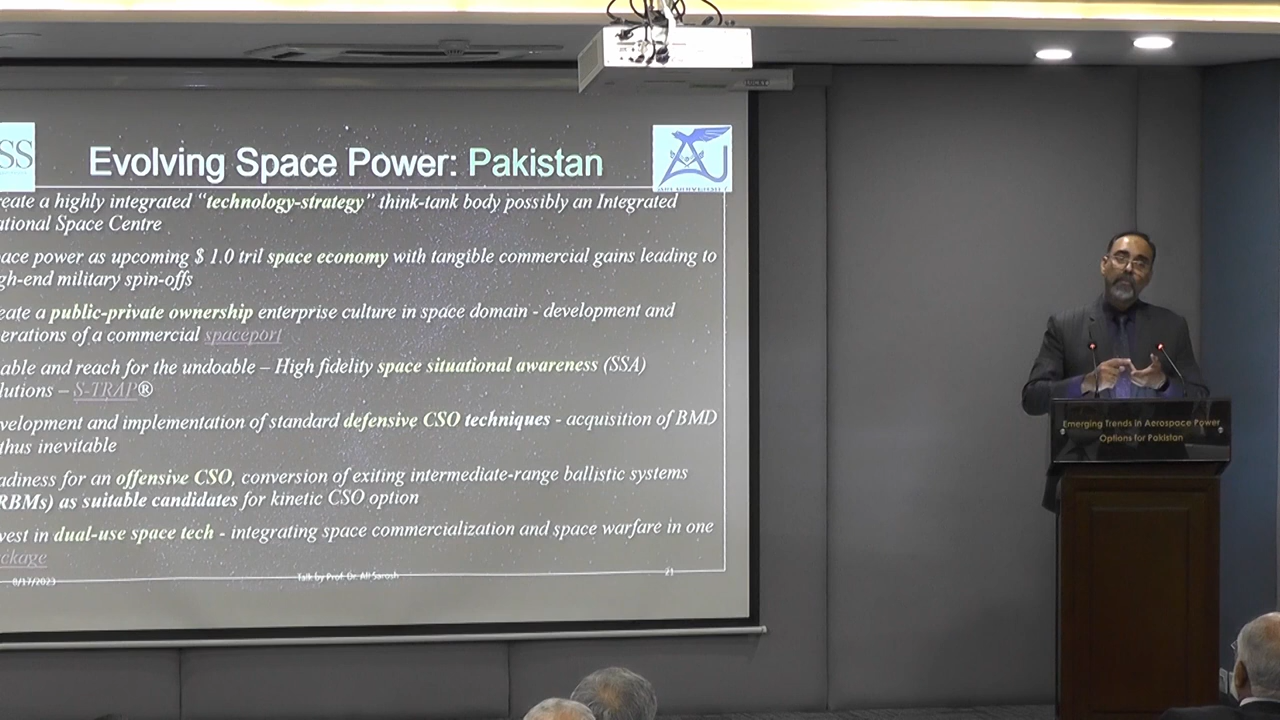 SS
Evolving Space Power: Pakistan
reate a highly integrated “technology-strategy” think-tank body possibly an Integrated
ational Space Centre
ace power as upcoming $ 1.0 tril space economy with tangible commercial gains leading to
gh-end military spin-offs
eate a public-private ownership enterprise culture in space domain - development and
erations of a commercial spaceport
able and reach for the undoable – High fidelity space situational awareness (SSA)
lutions – S-TRAP®
velopment and implementation of standard defensive CSO techniques - acquisition of BMD
thus inevitable
adiness for an offensive CSO, conversion of exiting intermediate-range ballistic systems
RBMs) as suitable candidates for kinetic CSO option
vest in dual-use space tech - integrating space commercialization and space warfare in one
ckage
8/17/2023
Talk by Prof. Dr. Ali Sarosh
21
Emerging Trends in Aerospace Power
Options for Pakistan